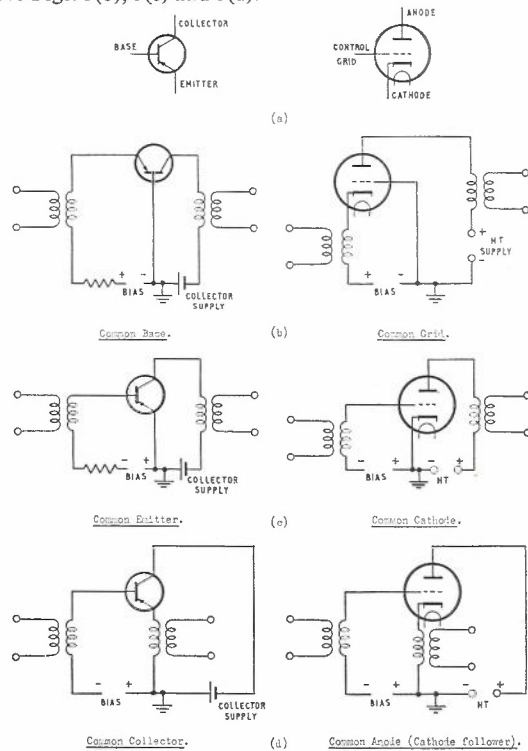 COLLECTOR
ANODE
BASE
CONTROL
GRID
EMITTER
CATHODE
(a)
+ -
BIAS
COLLECTOR
SUPPLY
+
HT
SUPPLY
-
+ -
BIAS
Common Base.
(b)
Common Grid.
- +
BIAS
COLLECTOR
SUPPLY
- + - +
BIAS HT
Common Emitter.
(c)
Common Cathode.
- +
BIAS
COLLECTOR
SUPPLY
- + - +
BIAS HT
Common Collector.
(d)
Common Anode (Cathode follower).